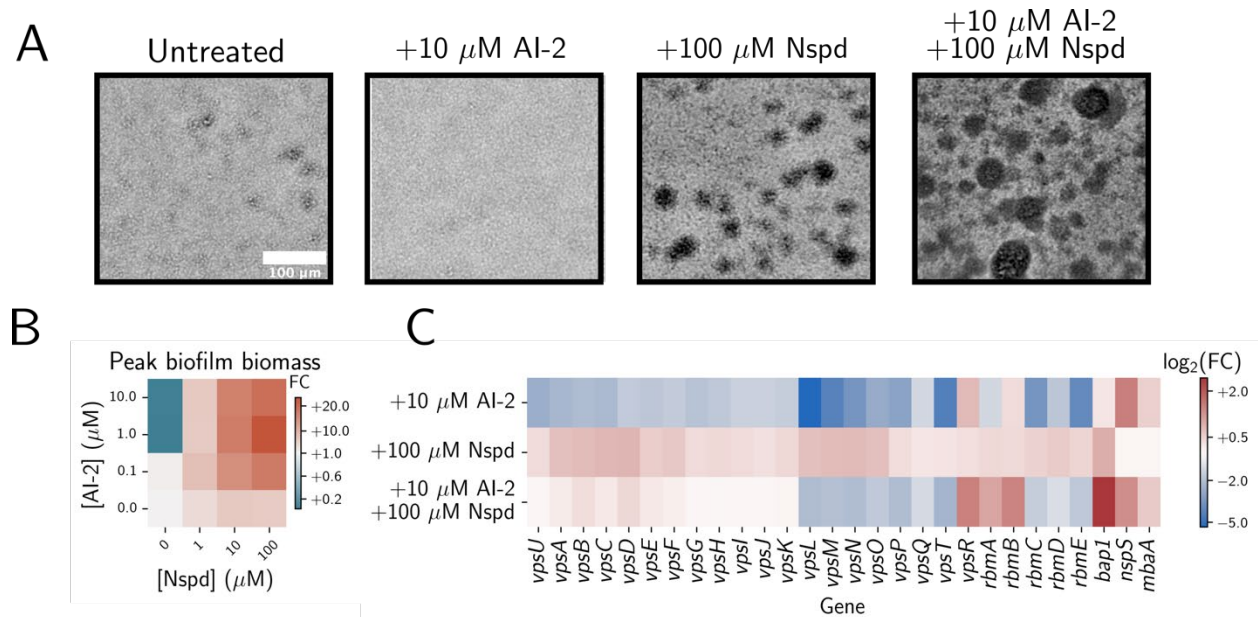 A
Untreated
+10 μM AI-2
+100 μM Nspd
+10 μM AI-2
+100 μM Nspd
100 μm
B
Peak biofilm biomass
FC
[AI-2] (μM)
10.0
1.0
0.1
0.0
0
1
10
100
[Nspd] (μM)
+20.0
+10.0
+1.0
+0.6
+0.2
C
log₂(FC)
+10 μM AI-2
+100 μM Nspd
+10 μM AI-2
+100 μM Nspd
vpsU
vpsA
vpsB
vpsC
vpsD
vpsE
vpsF
vpsG
vpsH
vpsI
vpsJ
vpsK
vpsL
vpsM
vpsN
vpsO
vpsP
vpsQ
vpsT
vpsR
rbmA
rbmB
rbmC
rbmD
rbmE
bap1
nspS
mbaA
Gene
+2.0
+0.5
−2.0
−5.0